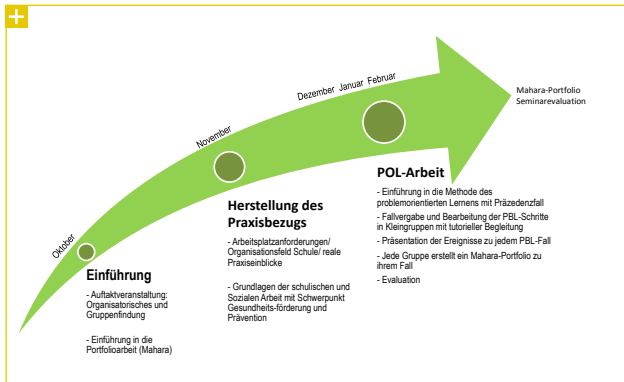 Oktober
Einführung
- Auftaktveranstaltung:
Organisatorisches und
Gruppenfindung
- Einführung in die
Portfolioarbeit (Mahara)
November
Herstellung des
Praxisbezugs
- Arbeitsplatzanforderungen/
Organisationsfeld Schule/ reale
Praxiseinblicke
- Grundlagen der schulischen und
Sozialen Arbeit mit Schwerpunkt
Gesundheits-förderung und
Prävention
Dezember Januar Februar
POL-Arbeit
- Einführung in die Methode des
problemorientierten Lernens mit Präzedenzfall
- Fallvergabe und Bearbeitung der PBL-Schritte
in Kleingruppen mit tutorieller Begleitung
- Präsentation der Ereignisse zu jedem PBL-Fall
- Jede Gruppe erstellt ein Mahara-Portfolio zu
ihrem Fall
- Evaluation
Mahara-Portfolio
Seminarevaluation